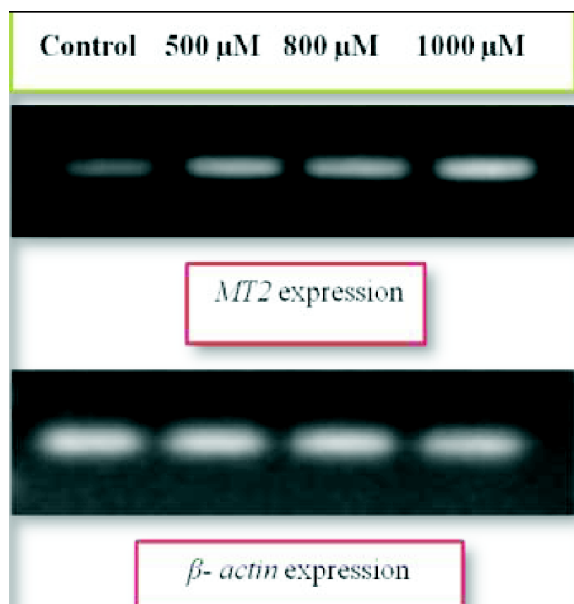 Control 500 µM 800 µM 1000 µM
MT2 expression
β- actin expression